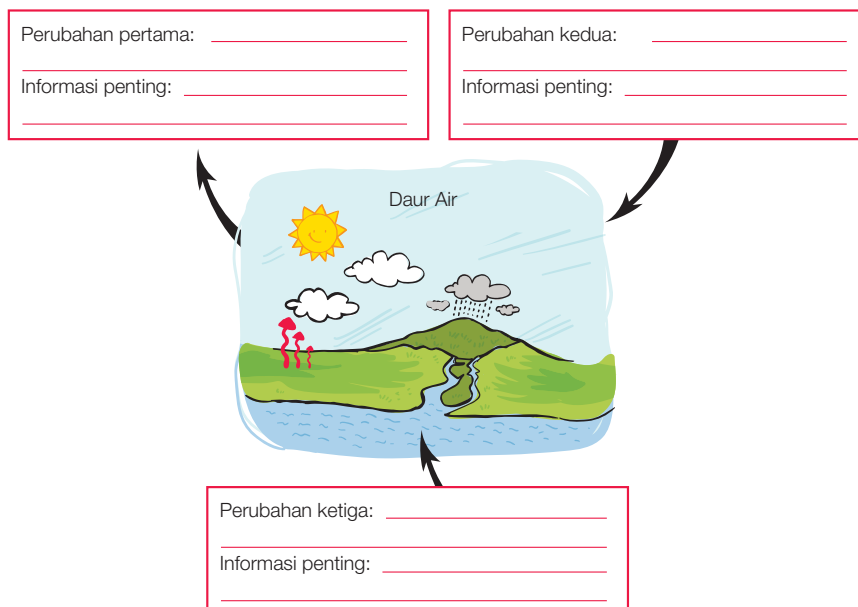 Perubahan pertama:
Informasi penting:
Perubahan kedua:
Informasi penting:
Daur Air
Perubahan ketiga:
Informasi penting: